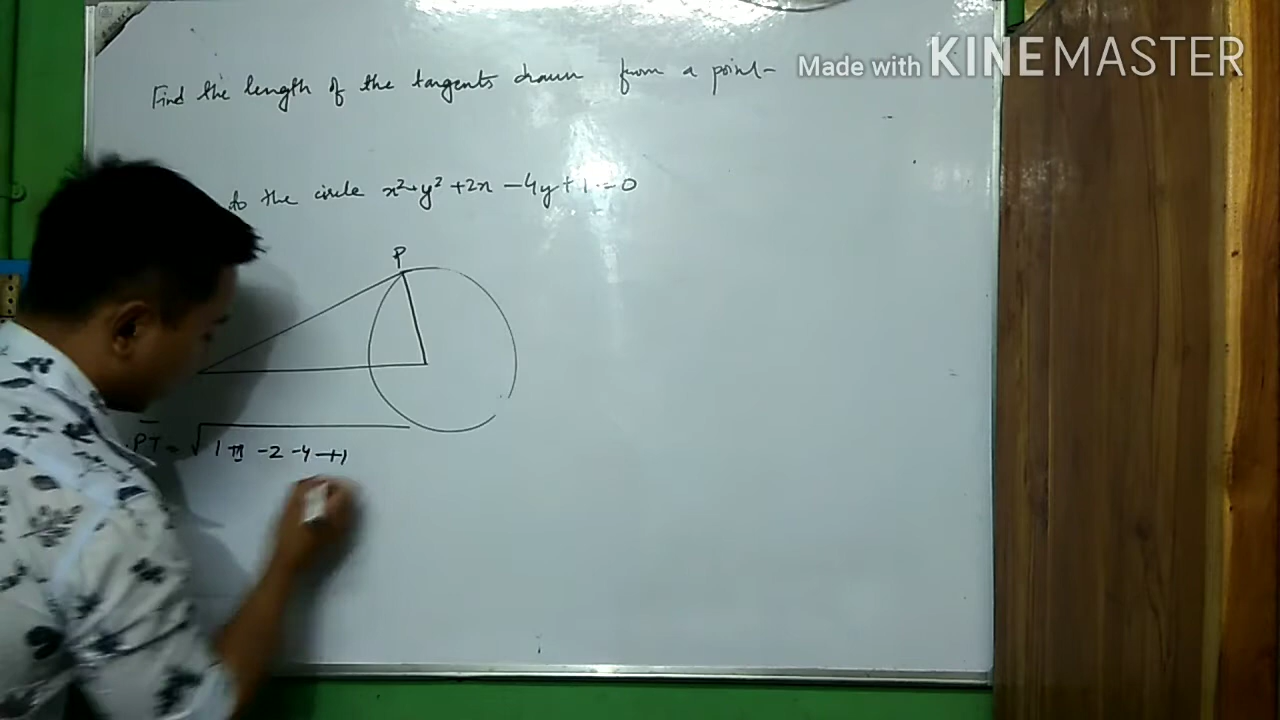 Made with KINEMASTER
Find the length of the tangents drawn from a point-
to the circle x²+y² +2x -4y+1=0
P
PT = √ 1 -2 -4 +1